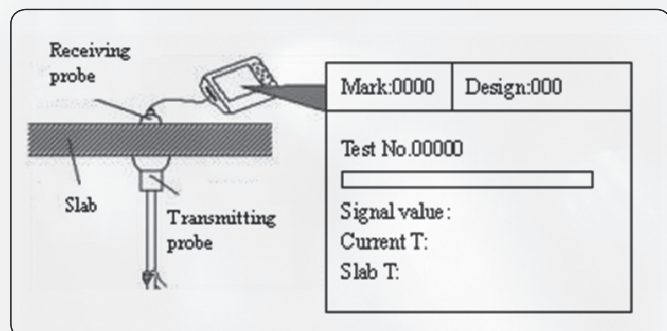 Receiving
probe
Mark:0000 Design:000
Test No.00000
Slab
Transmitting
probe
Signal value:
Current T:
Slab T: